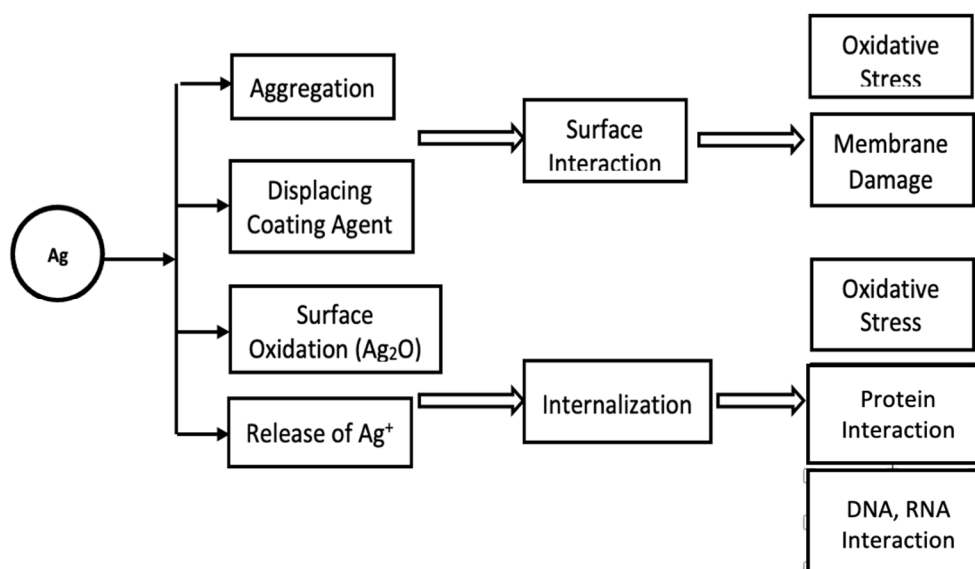 Ag
Aggregation
Displacing
Coating Agent
Surface
Oxidation (Ag₂O)
Release of Ag⁺
Surface
Interaction
Internalization
Oxidative
Stress
Membrane
Damage
Oxidative
Stress
Protein
Interaction
DNA, RNA
Interaction